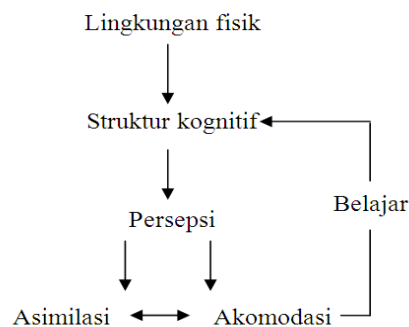 Lingkungan fisik
Struktur kognitif
Persepsi
Belajar
Asimilasi
Akomodasi